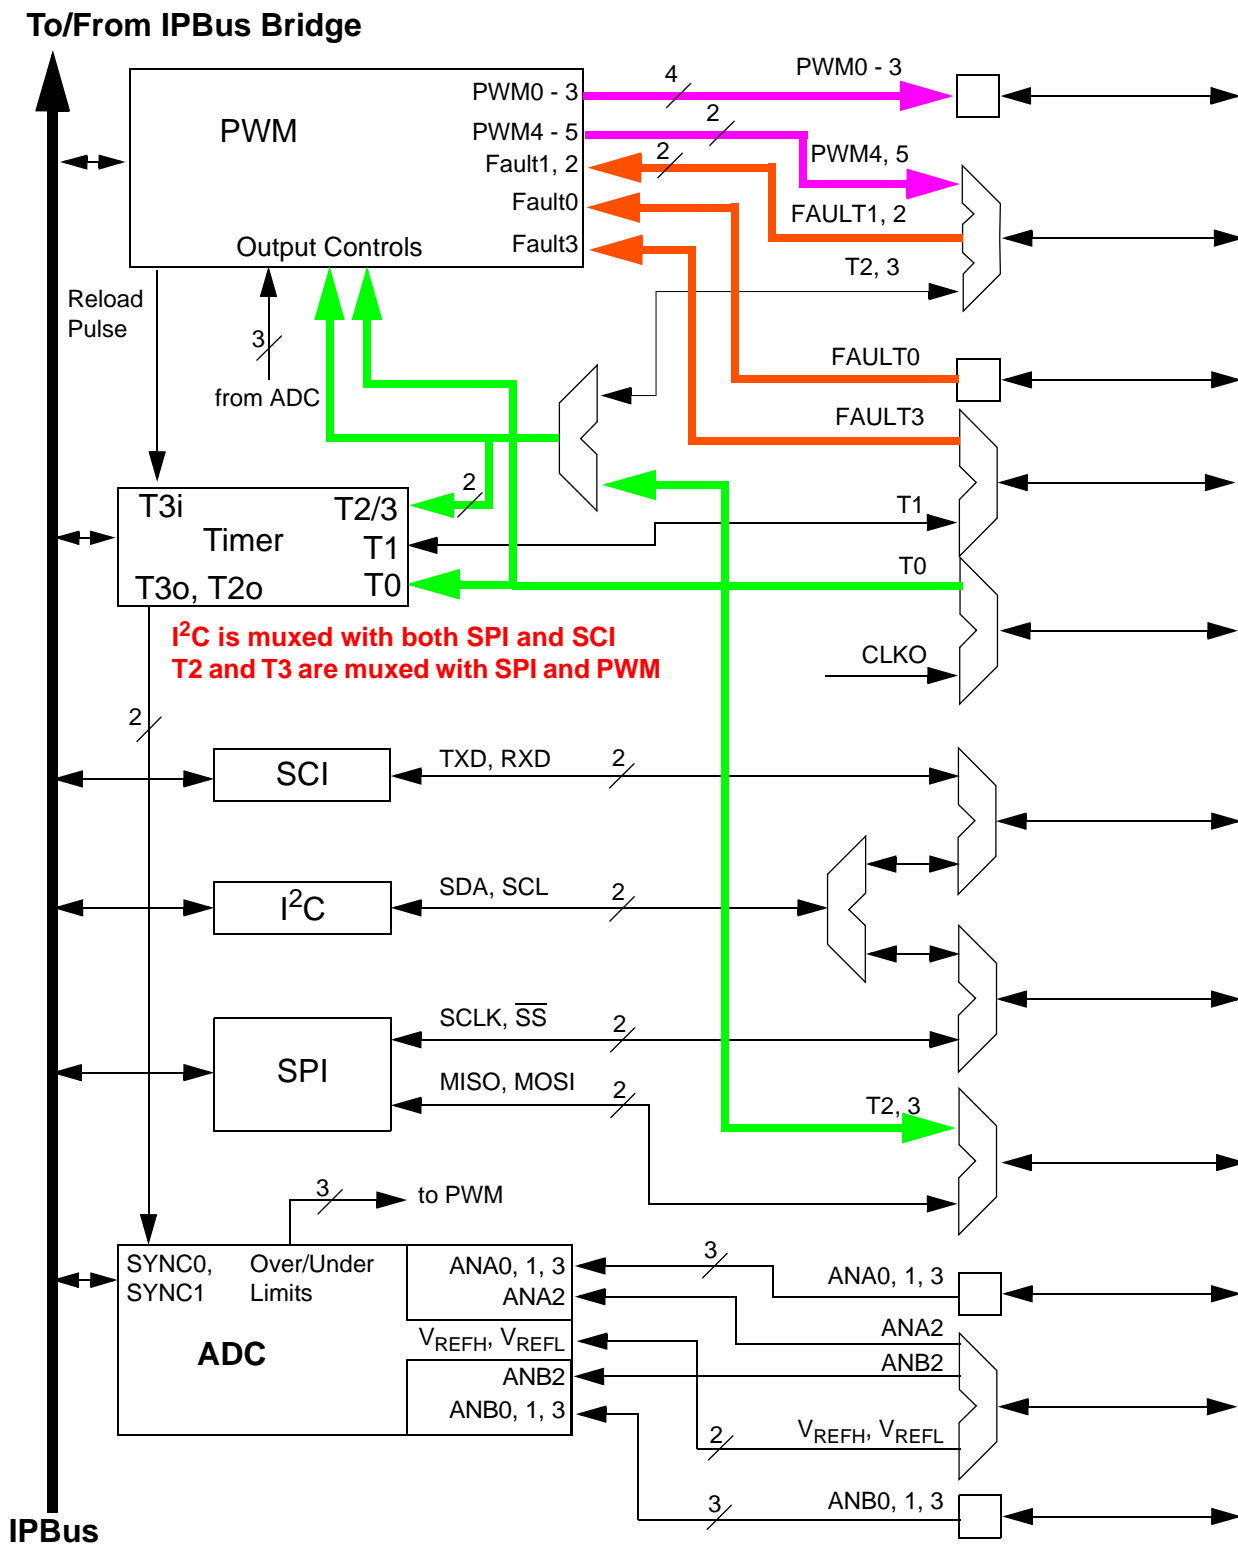 To/From IPBus Bridge
PWM
PWM0 - 3
4
PWM0 - 3
PWM4 - 5
2
PWM4, 5
Fault1, 2
2
FAULT1, 2
Fault0
Fault3
Output Controls
T2, 3
Reload
Pulse
3
from ADC
FAULT0
FAULT3
T3i
T2/3
2
Timer
T1
T1
T3o, T2o
T0
T0
I²C is muxed with both SPI and SCI
T2 and T3 are muxed with SPI and PWM
CLKO
2
SCI
TXD, RXD
2
I²C
SDA, SCL
2
SPI
SCLK, S̅S̅
2
MISO, MOSI
2
T2, 3
3
to PWM
SYNC0,
SYNC1
Over/Under
Limits
ADC
ANA0, 1, 3
3
ANA0, 1, 3
ANA2
ANA2
VREFH, VREFL
ANB2
ANB2
ANB0, 1, 3
2
VREFH, VREFL
3
ANB0, 1, 3
IPBus